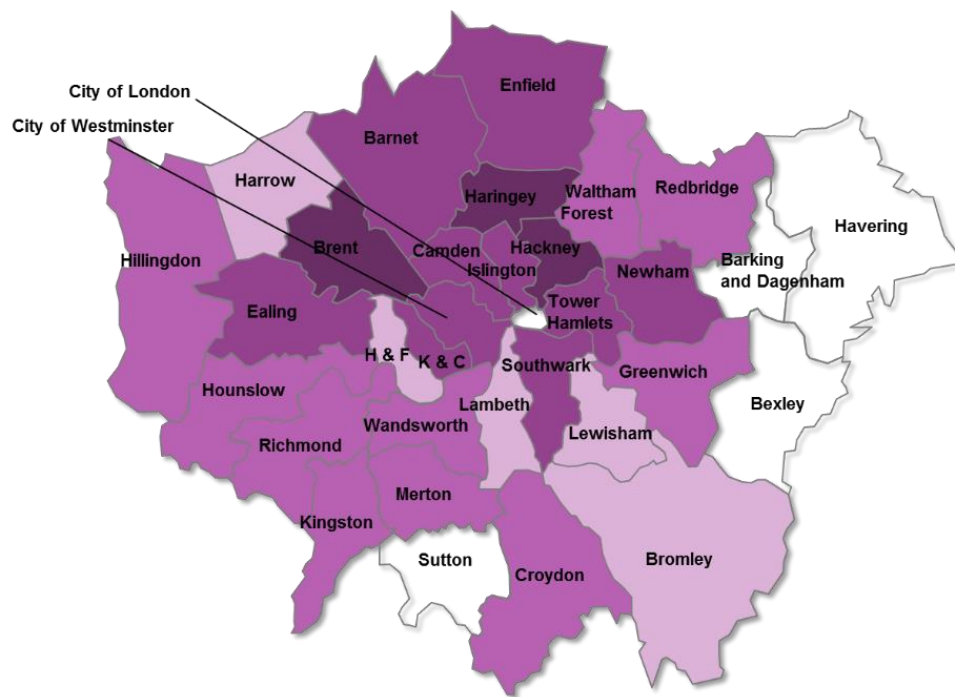 Enfield
City of London
City of Westminster
Barnet
Harrow
Haringey
Waltham
Forest
Redbridge
Havering
Brent
Camden
Hackney
Islington
Hillingdon
Newham
Barking
and Dagenham
Ealing
Tower
Hamlets
H & F
K & C
Southwark
Greenwich
Hounslow
Lambeth
Bexley
Richmond
Wandsworth
Lewisham
Merton
Kingston
Sutton
Croydon
Bromley